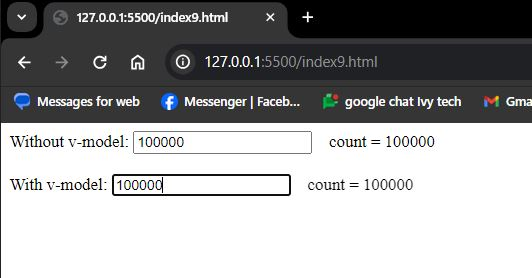 127.0.0.1:5500/index9.html
127.0.0.1:5500/index9.html
Messages for web Messenger | Faceb... google chat Ivy tech Gma
Without v-model: 100000 count = 100000
With v-model: 100000 count = 100000